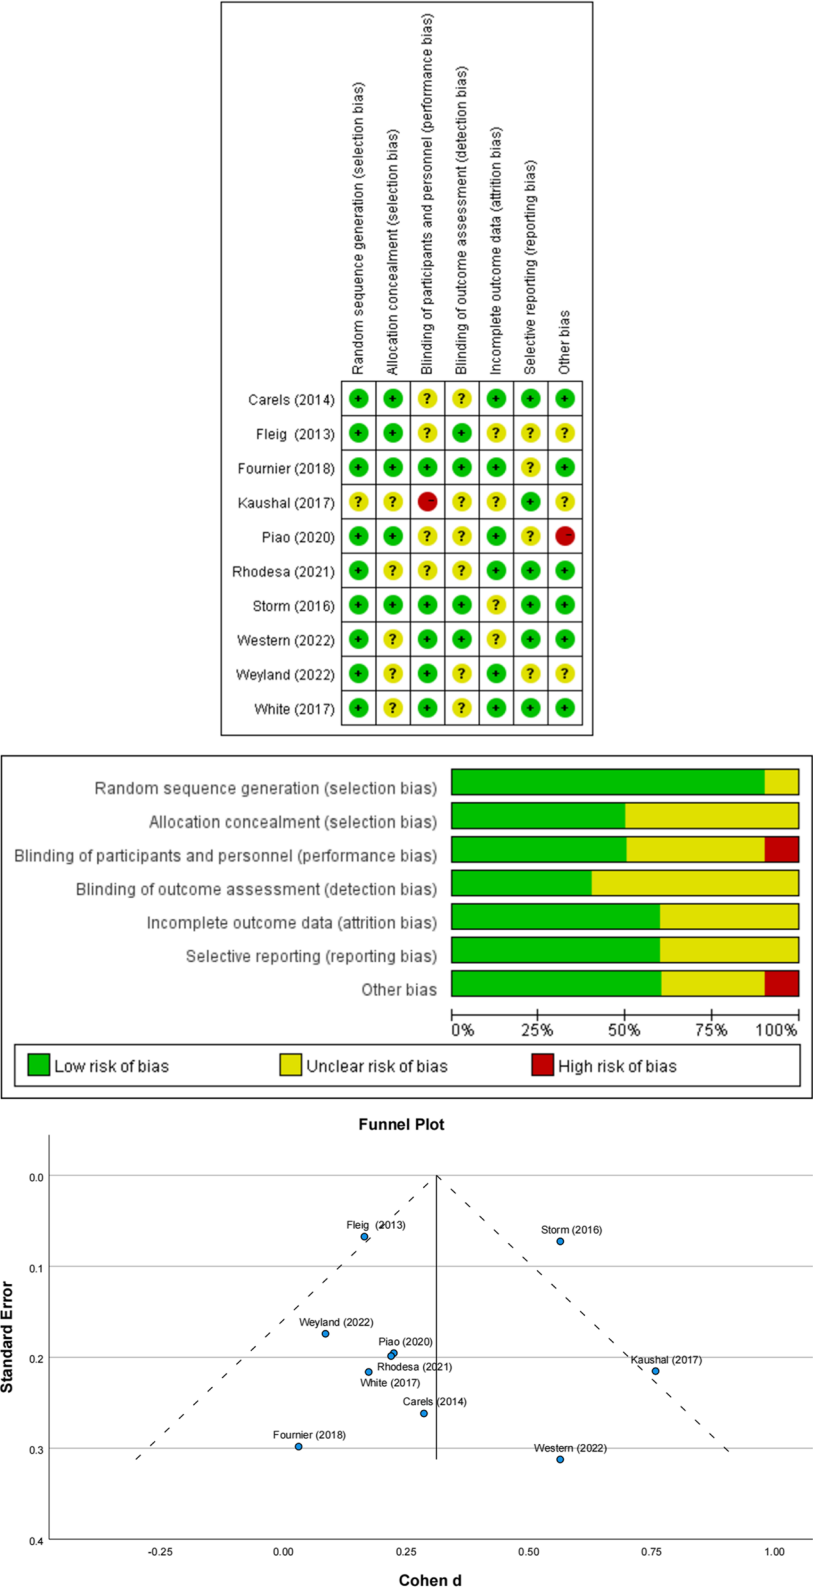 Random sequence generation (selection bias)
Allocation concealment (selection bias)
Blinding of participants and personnel (performance bias)
Blinding of outcome assessment (detection bias)
Incomplete outcome data (attrition bias)
Selective reporting (reporting bias)
Other bias
Carels (2014) + + ? ? + + +
Fleig (2013) + + ? + ? ? ?
Fournier (2018) + + + + + ? +
Kaushal (2017) ? ? - ? ? + ?
Piao (2020) + + ? ? + ? -
Rhodesa (2021) + ? ? ? + + +
Storm (2016) + + + + ? + +
Western (2022) + ? + + ? + +
Weyland (2022) + ? + ? + ? ?
White (2017) + ? + ? + + +
Random sequence generation (selection bias)
Allocation concealment (selection bias)
Blinding of participants and personnel (performance bias)
Blinding of outcome assessment (detection bias)
Incomplete outcome data (attrition bias)
Selective reporting (reporting bias)
Other bias
0% 25% 50% 75% 100%
Low risk of bias Unclear risk of bias High risk of bias
Funnel Plot
Standard Error
0.0
0.1
0.2
0.3
0.4
Fleig (2013)
Storm (2016)
Weyland (2022)
Piao (2020)
Kaushal (2017)
Rhodesa (2021)
White (2017)
Carels (2014)
Fournier (2018)
Western (2022)
-0.25 0.00 0.25 0.50 0.75 1.00
Cohen d